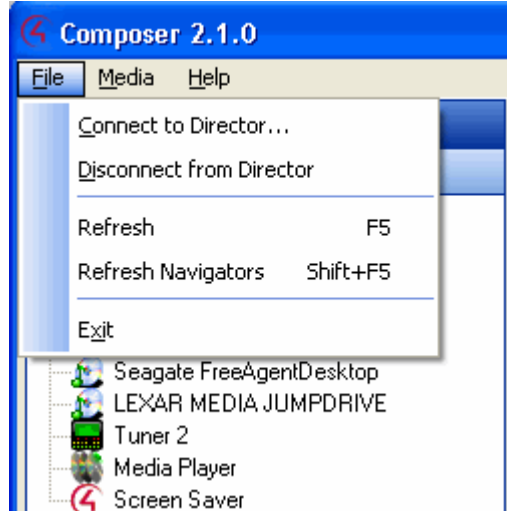 Composer 2.1.0
File Media Help
Connect to Director...
Disconnect from Director
Refresh F5
Refresh Navigators Shift+F5
Exit
Seagate FreeAgentDesktop
LEXAR MEDIA JUMPDRIVE
Tuner 2
Media Player
Screen Saver